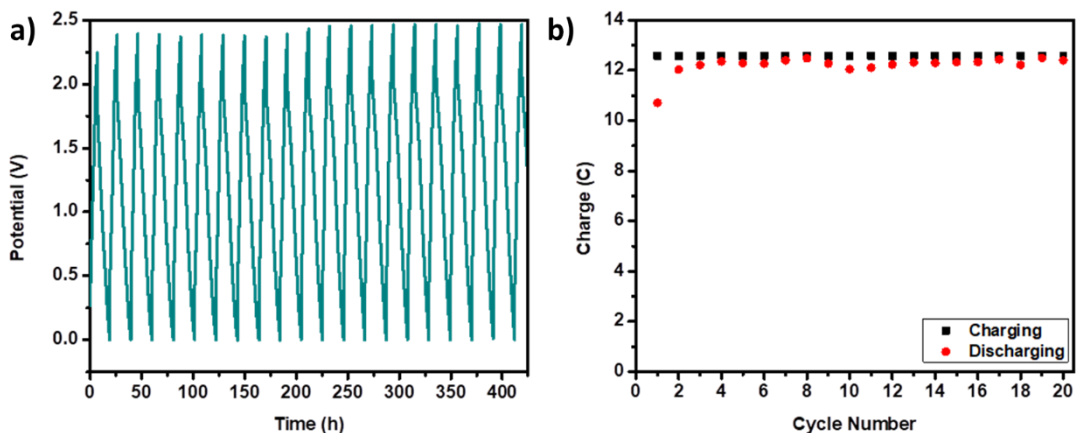 a)
2.5
2.0
1.5
1.0
0.5
0.0
Potential (V)
0 50 100 150 200 250 300 350 400
Time (h)
b)
14
12
10
8
6
4
2
0
Charge (C)
Charging
Discharging
0 2 4 6 8 10 12 14 16 18 20
Cycle Number